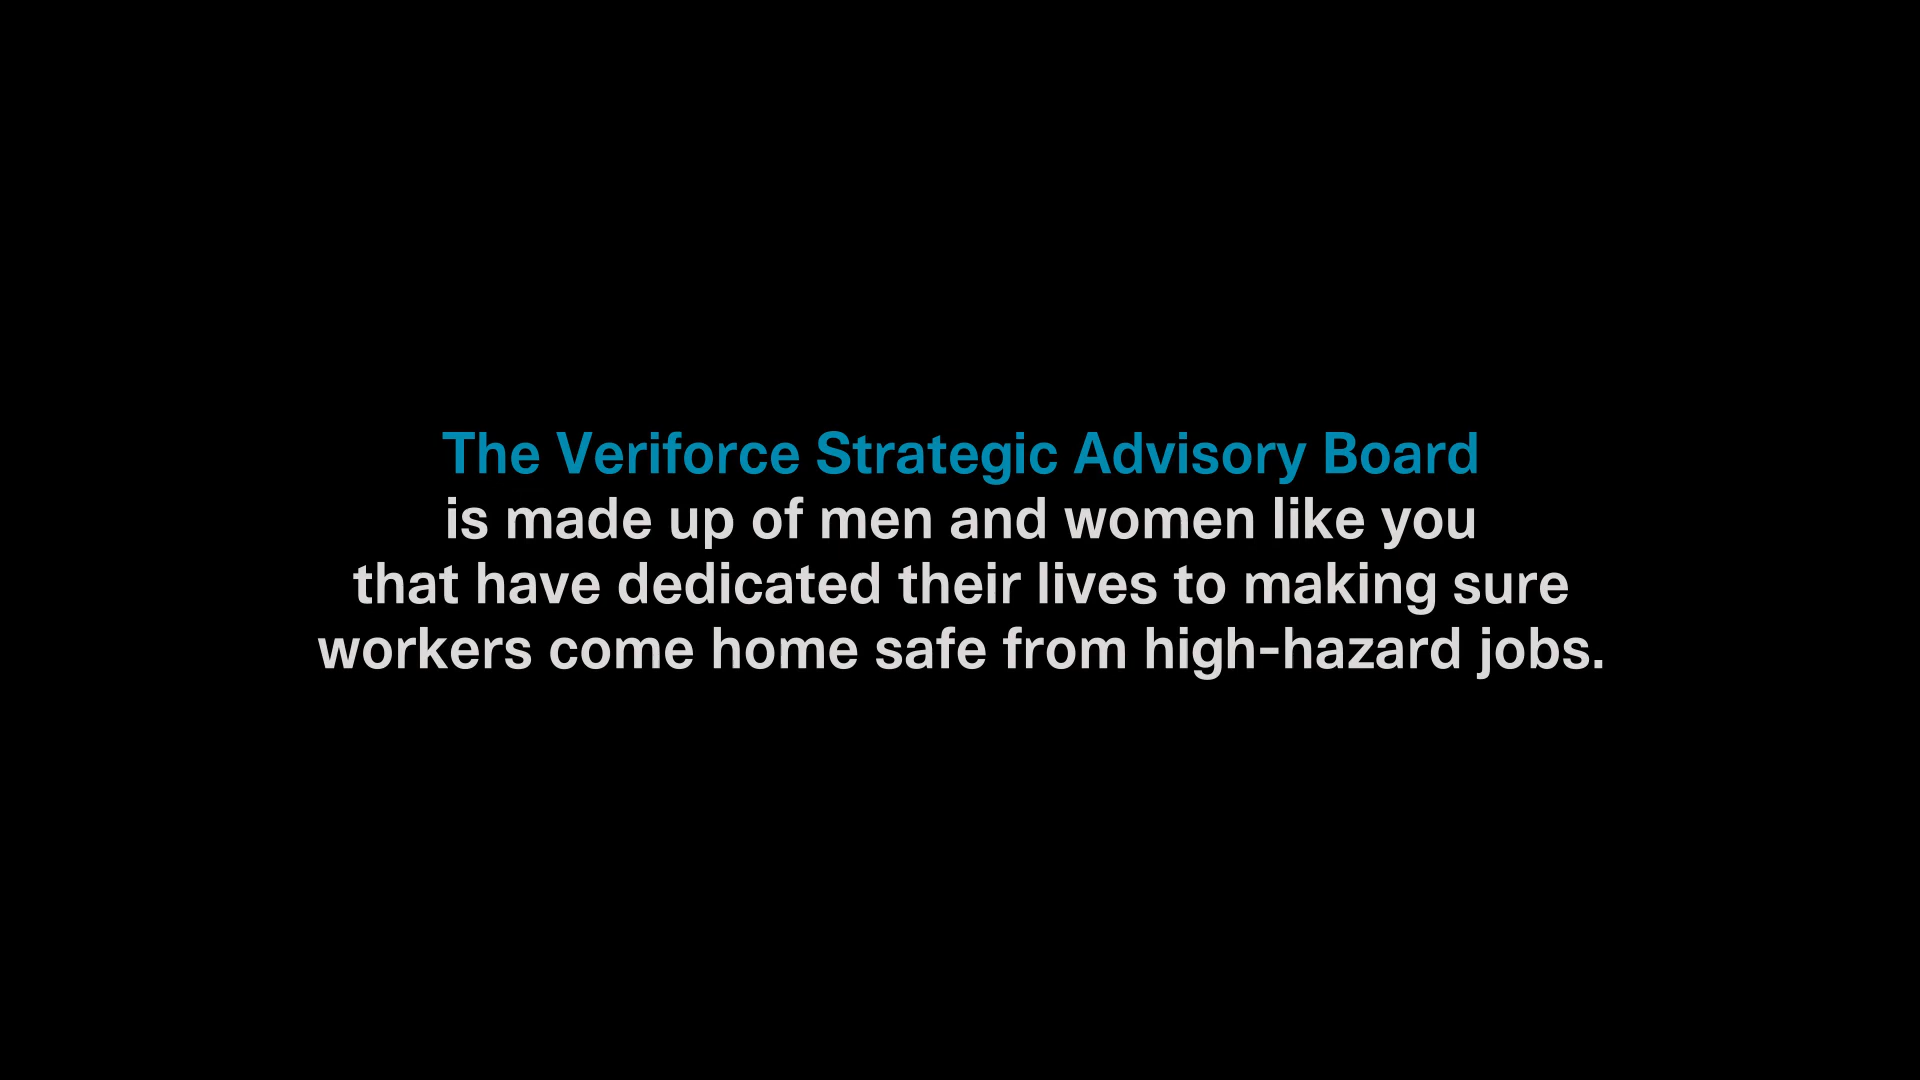 The Veriforce Strategic Advisory Board
is made up of men and women like you
that have dedicated their lives to making sure
workers come home safe from high-hazard jobs.